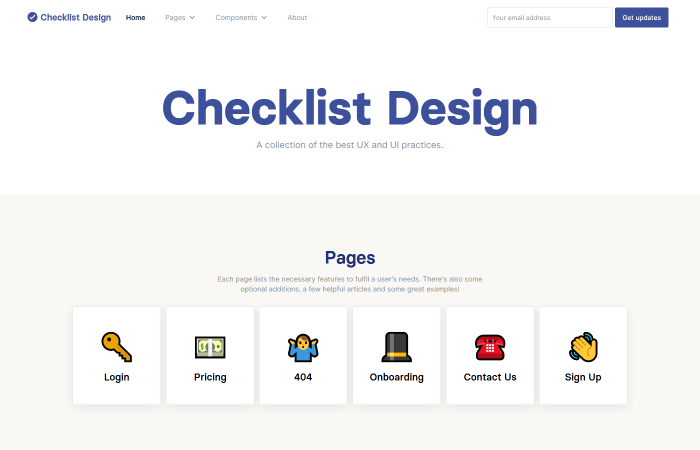 Checklist Design Home Pages Components About Your email address Get updates
Checklist Design
A collection of the best UX and UI practices.
Pages
Each page lists the necessary features to fulfil a user's needs. There's also some
optional additions, a few helpful articles and some great examples!
Login Pricing 404 Onboarding Contact Us Sign Up